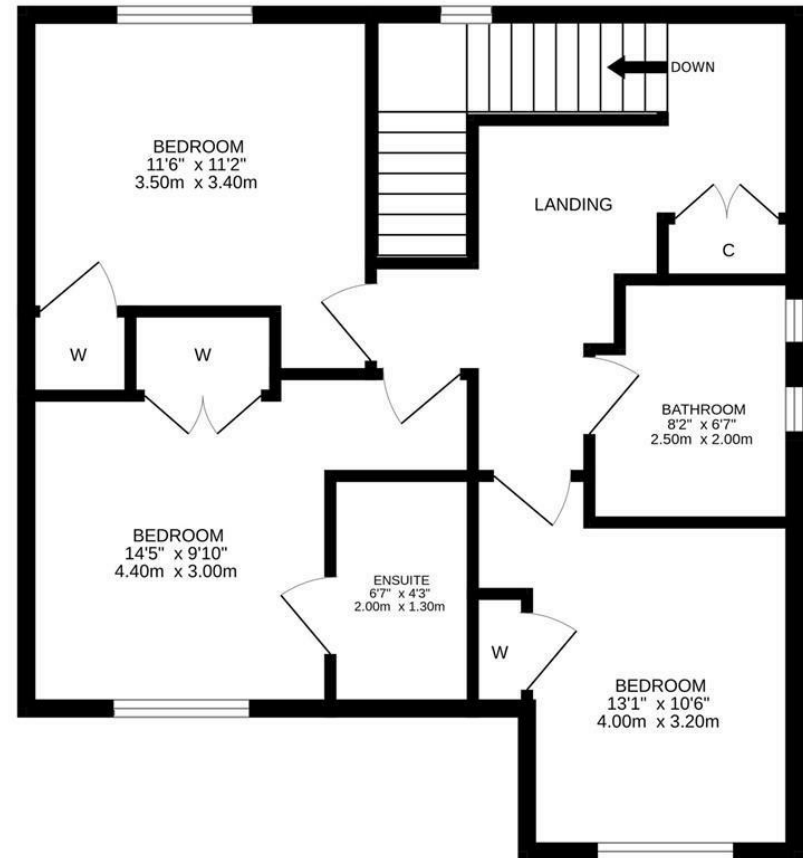 DOWN
BEDROOM
11'6" x 11'2"
3.50m x 3.40m
LANDING
C
W
W
BATHROOM
8'2" x 6'7"
2.50m x 2.00m
BEDROOM
14'5" x 9'10"
4.40m x 3.00m
ENSUITE
6'7" x 4'3"
2.00m x 1.30m
W
BEDROOM
13'1" x 10'6"
4.00m x 3.20m